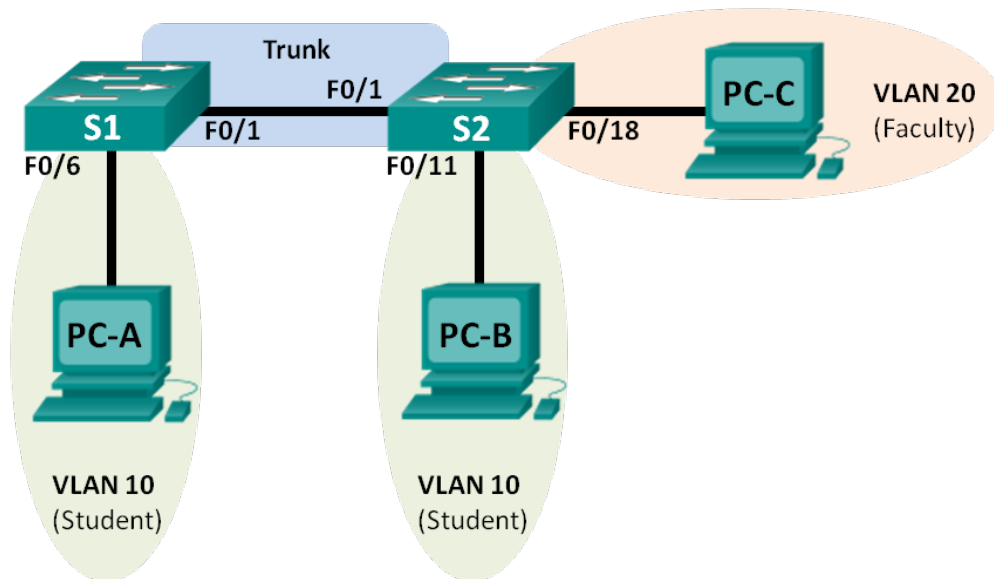 Trunk
F0/1
S1
F0/1
S2
F0/18
PC-C
VLAN 20
(Faculty)
F0/6
F0/11
PC-A
PC-B
VLAN 10
(Student)
VLAN 10
(Student)